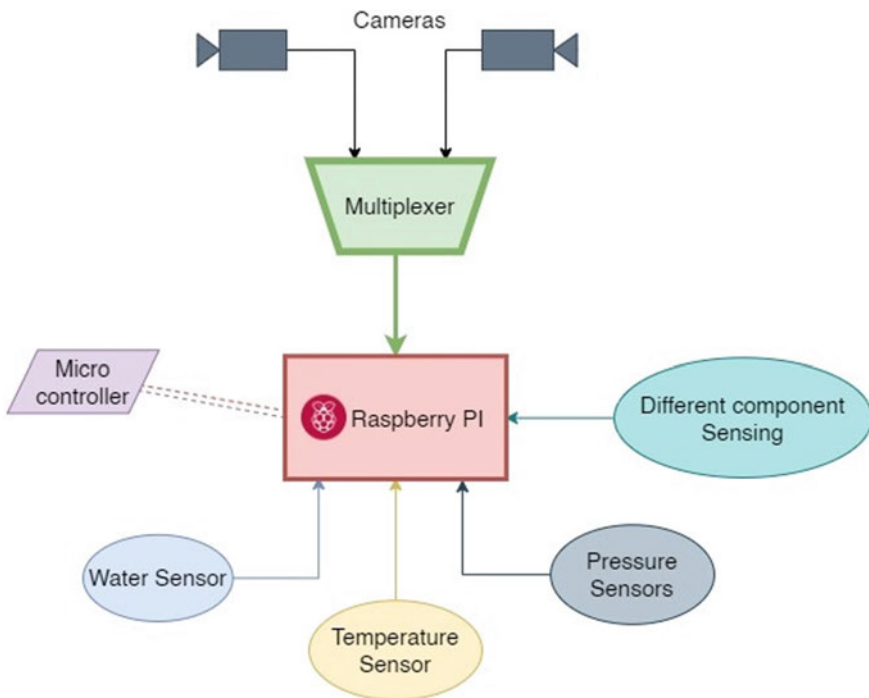 Cameras
Multiplexer
Micro
controller
Raspberry PI
Different component
Sensing
Water Sensor
Temperature
Sensor
Pressure
Sensors